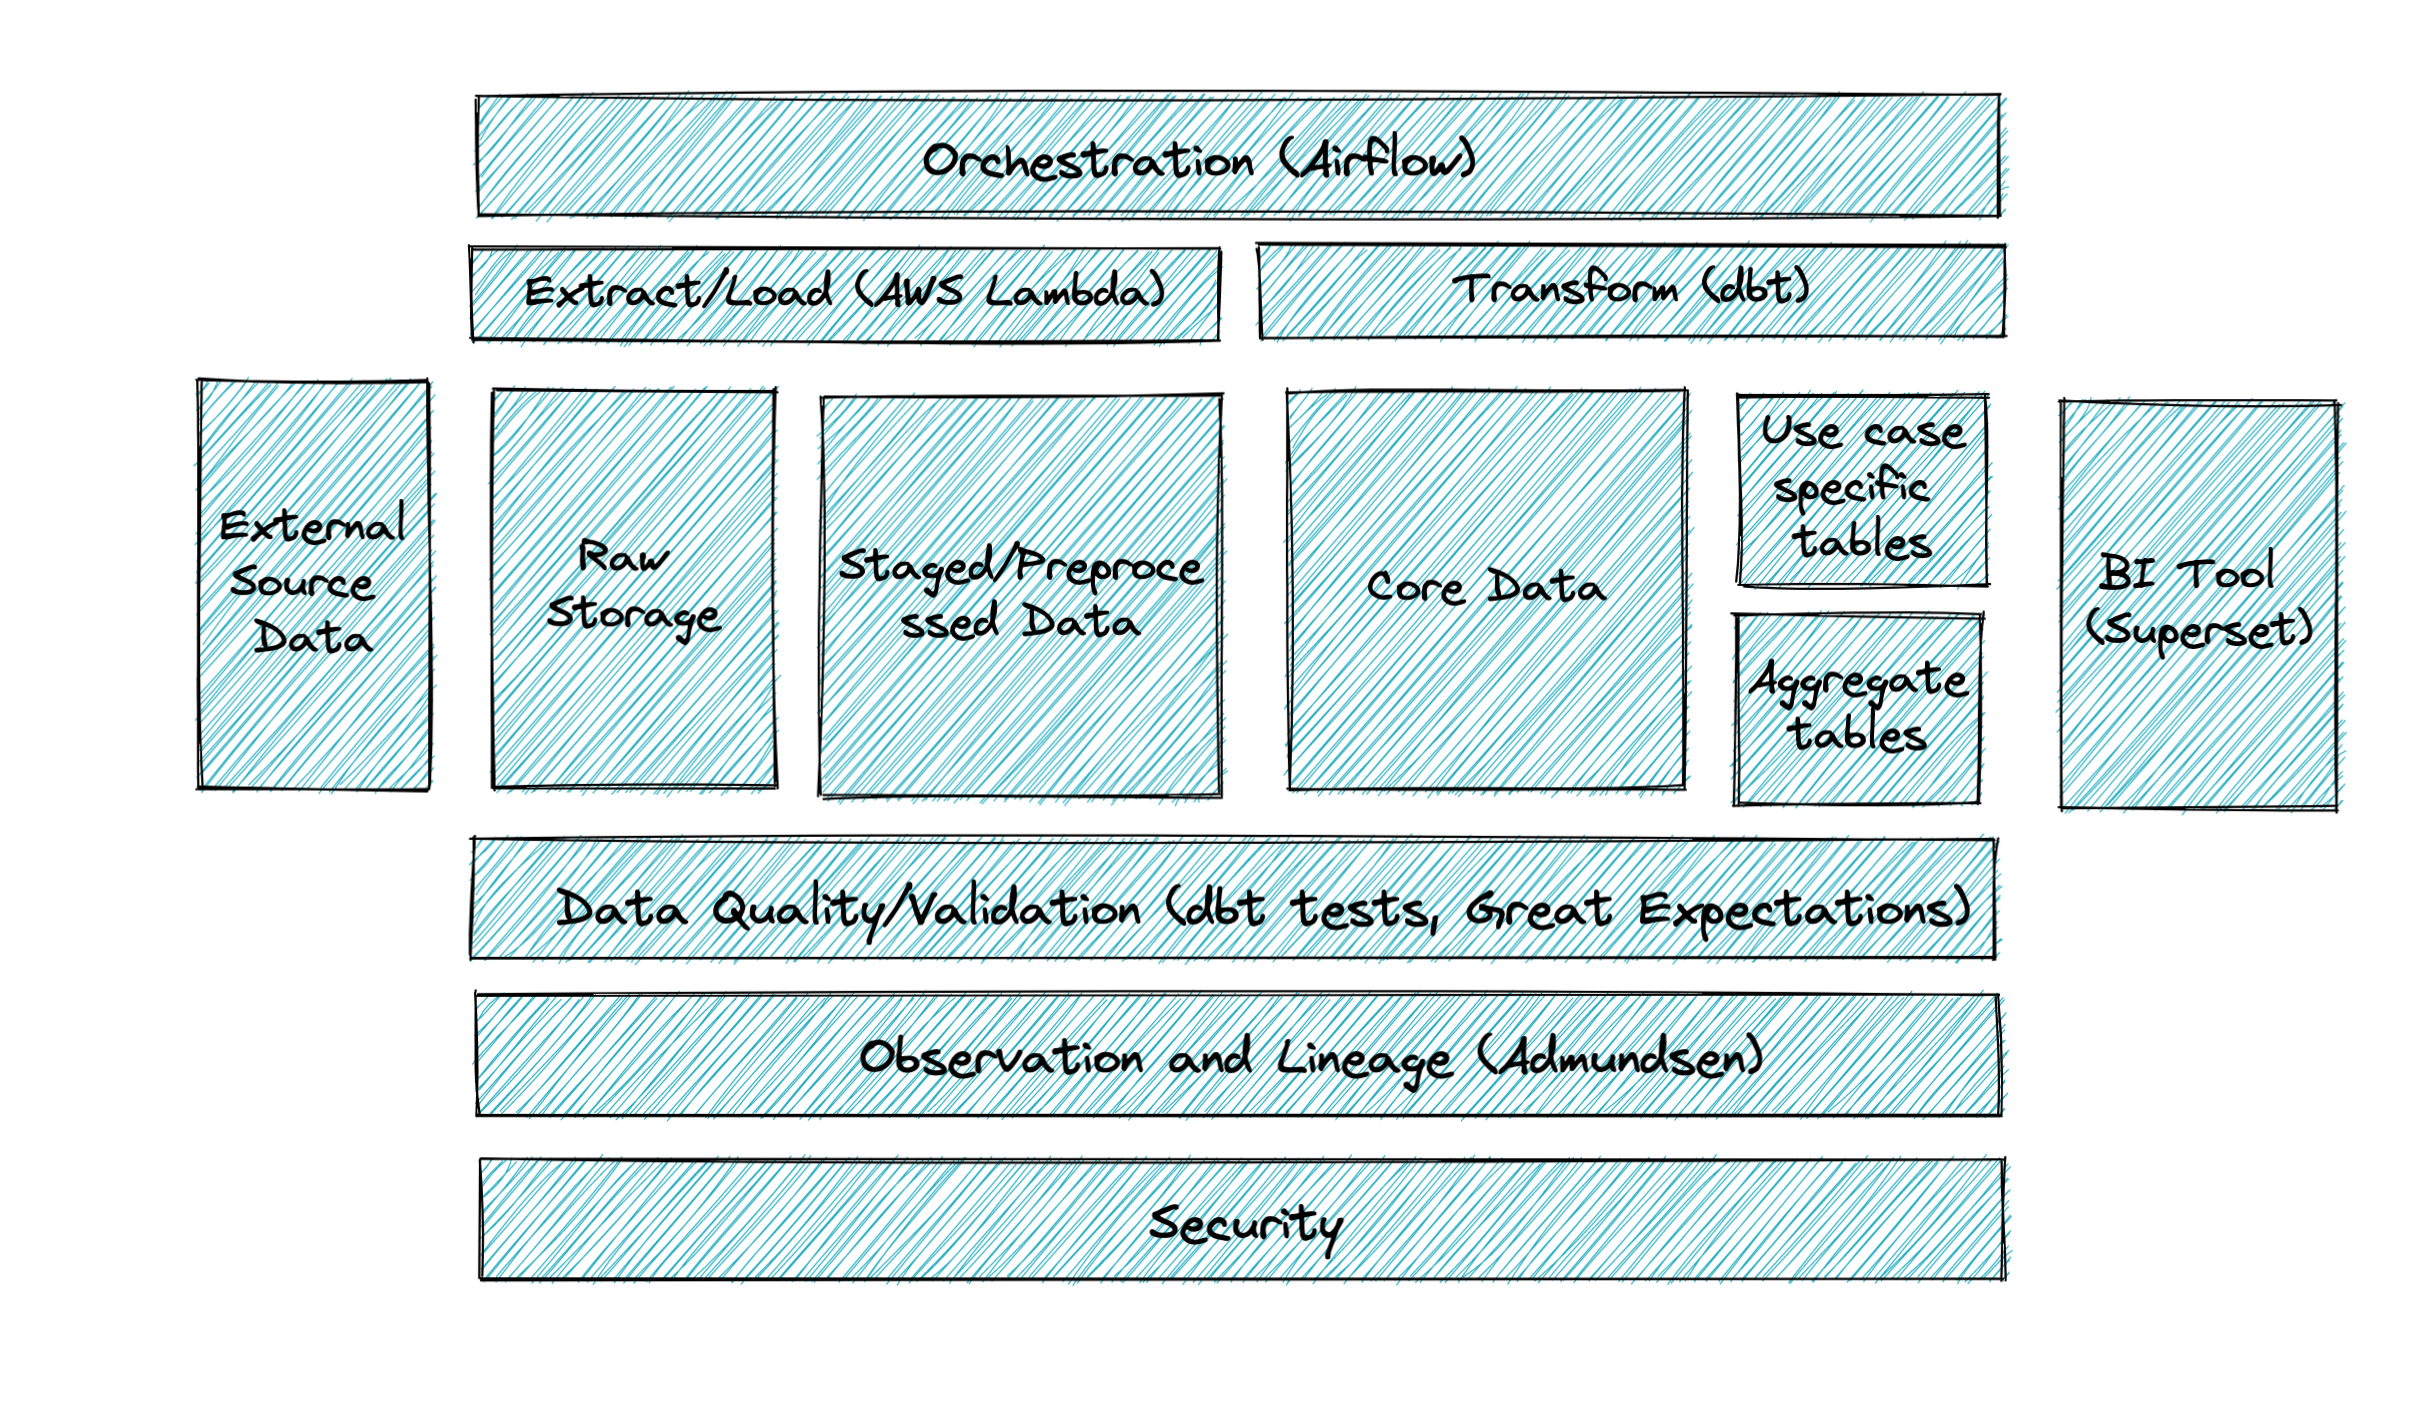 Orchestration (Airflow)
Extract/Load (AWS Lambda)
Transform (dbt)
External
Source
Data
Raw
Storage
Staged/Preproce
ssed Data
Core Data
Use case
specific
tables
Aggregate
tables
BI Tool
(Superset)
Data Quality/Validation (dbt tests, Great Expectations)
Observation and Lineage (Admundsen)
Security